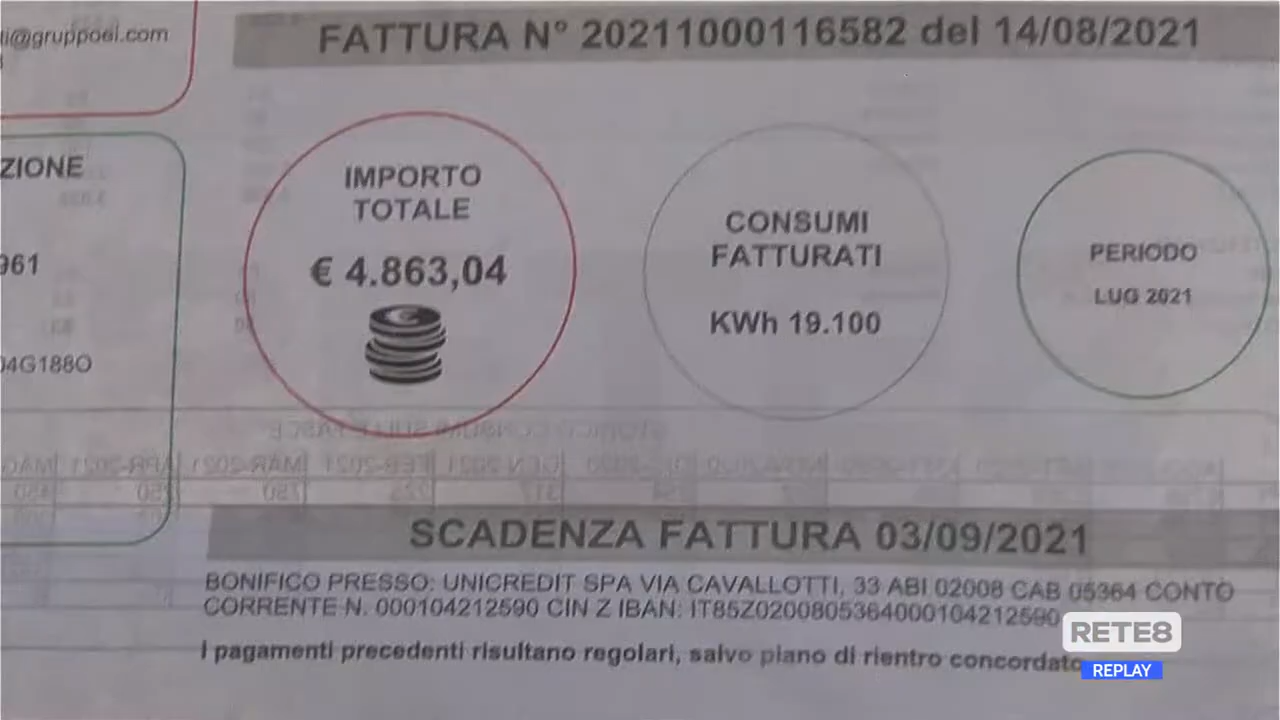 ti@gruppoei.com
FATTURA N° 20211000116582 del 14/08/2021
ZIONE
961
04G188O
IMPORTO
TOTALE
€ 4.863,04
CONSUMI
FATTURATI
KWh 19.100
PERIODO
LUG 2021
SCADENZA FATTURA 03/09/2021
BONIFICO PRESSO: UNICREDIT SPA VIA CAVALLOTTI, 33 ABI 02008 CAB 05364 CONTO
CORRENTE N. 000104212590 CIN Z IBAN: IT85Z0200805364000104212590
I pagamenti precedenti risultano regolari, salvo piano di rientro concordato
RETE8
REPLAY